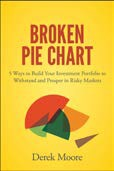 BROKEN
PIE CHART
5 Ways to Build Your Investment Portfolio to
Withstand and Prosper in Risky Markets
Derek Moore